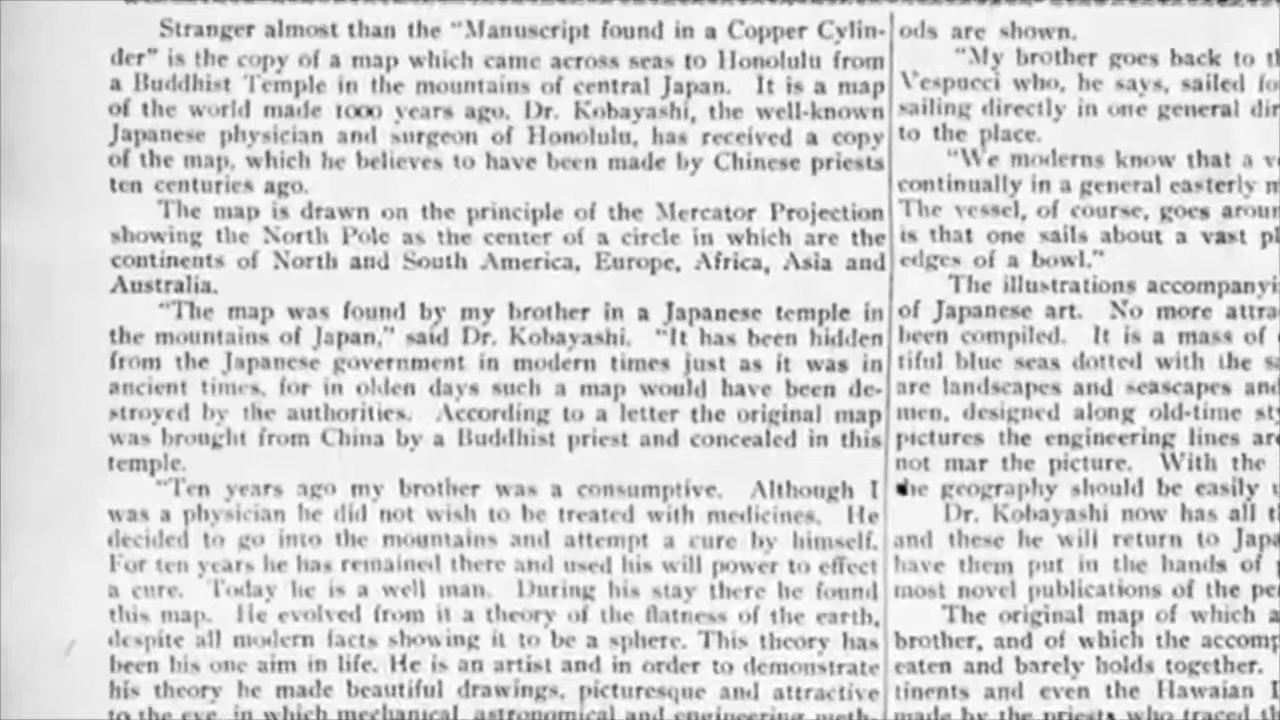 Stranger almost than the "Manuscript found in a Copper Cylin-
der" is the copy of a map which came across seas to Honolulu from
a Buddhist Temple in the mountains of central Japan. It is a map
of the world made 1000 years ago. Dr. Kobayashi, the well-known
Japanese physician and surgeon of Honolulu, has received a copy
of the map, which he believes to have been made by Chinese priests
ten centuries ago.
The map is drawn on the principle of the Mercator Projection
showing the North Pole as the center of a circle in which are the
continents of North and South America, Europe, Africa, Asia and
Australia.
"The map was found by my brother in a Japanese temple in
the mountains of Japan," said Dr. Kobayashi. "It has been hidden
from the Japanese government in modern times just as it was in
ancient times, for in olden days such a map would have been de-
stroyed by the authorities. According to a letter the original map
was brought from China by a Buddhist priest and concealed in this
temple.
"Ten years ago my brother was a consumptive. Although I
was a physician he did not wish to be treated with medicines. He
decided to go into the mountains and attempt a cure by himself.
For ten years he has remained there and used his will power to effect
a cure. Today he is a well man. During his stay there he found
this map. He evolved from it a theory of the flatness of the earth,
despite all modern facts showing it to be a sphere. This theory has
been his one aim in life. He is an artist and in order to demonstrate
his theory he made beautiful drawings, picturesque and attractive
to the eye, in which mechanical, astronomical and engineering meth-
ods are shown.
"My brother goes back to
Vespucci who, he says, sailed
sailing directly in one general
to the place.
"We moderns know that a
continually in a general easterly
The vessel, of course, goes
is that one sails about a vast
edges of a bowl."
The illustrations
of Japanese art. No more
been compiled. It is a mass of
tiful blue seas dotted with the
are landscapes and seascapes
men, designed along old-time
pictures the engineering lines
not mar the picture. With the
the geography should be easily
Dr. Kobayashi now has all
and these he will return to
have them put in the hands of
most novel publications of the
The original map of which
brother, and of which the
eaten and barely holds together.
tinents and even the Hawaiian
made by the priests who traced